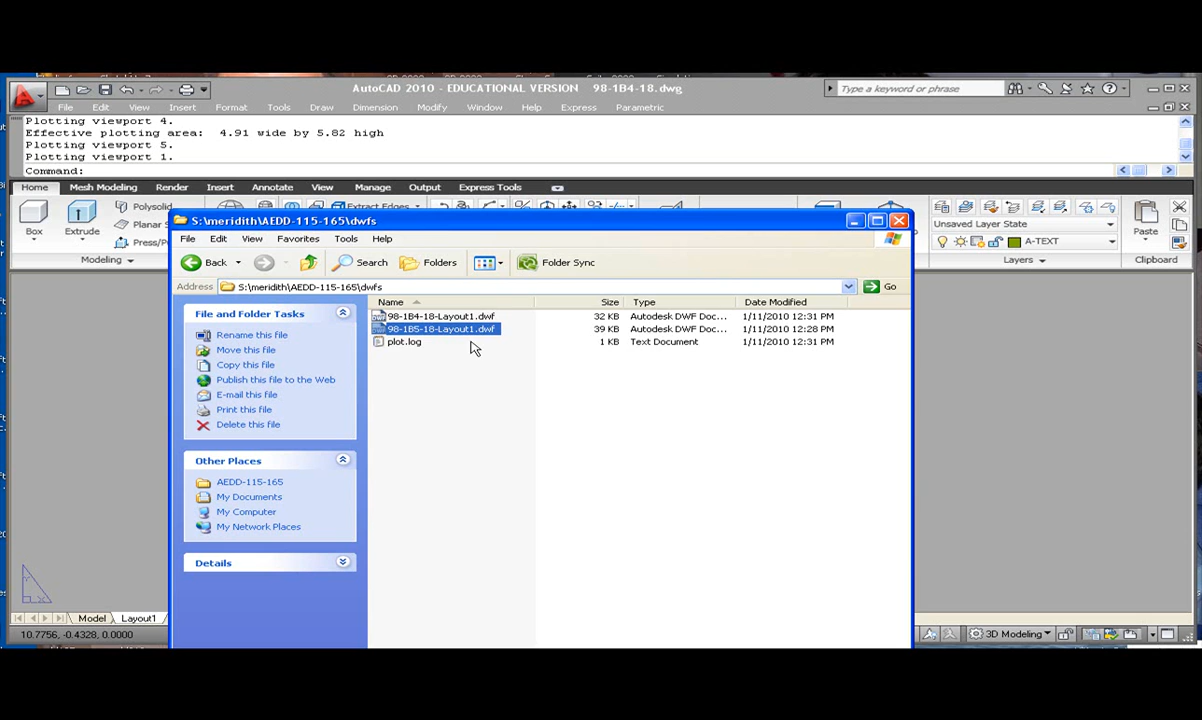 AutoCAD 2010 - EDUCATIONAL VERSION 98-1B4-18.dwg
Type a keyword or phrase
File Edit View Insert Format Tools Draw Dimension Modify Window Help Express Parametric
Plotting viewport 4.
Effective plotting area: 4.91 wide by 5.82 high
Plotting viewport 5.
Plotting viewport 1.
Command:
Home Mesh Modeling Render Insert Annotate View Manage Output Express Tools
Polysolid
Extrude Edges
Planar S
Unsaved Layer State
Box Extrude
Press/P
A-TEXT
Paste
Modeling
Layers
Clipboard
S:\meridith\AEDD-115-165\dwfs
File Edit View Favorites Tools Help
Back Search Folders Folder Sync
Address S:\meridith\AEDD-115-165\dwfs Go
File and Folder Tasks
Rename this file
Move this file
Copy this file
Publish this file to the Web
E-mail this file
Print this file
Delete this file
Other Places
AEDD-115-165
My Documents
My Computer
My Network Places
Details
Name Size Type Date Modified
98-1B4-18-Layout1.dwf 32 KB Autodesk DWF Doc... 1/11/2010 12:31 PM
98-1B5-18-Layout1.dwf 39 KB Autodesk DWF Doc... 1/11/2010 12:28 PM
plot.log 1 KB Text Document 1/11/2010 12:31 PM
Model Layout1
10.7756, -0.4328, 0.0000
3D Modeling